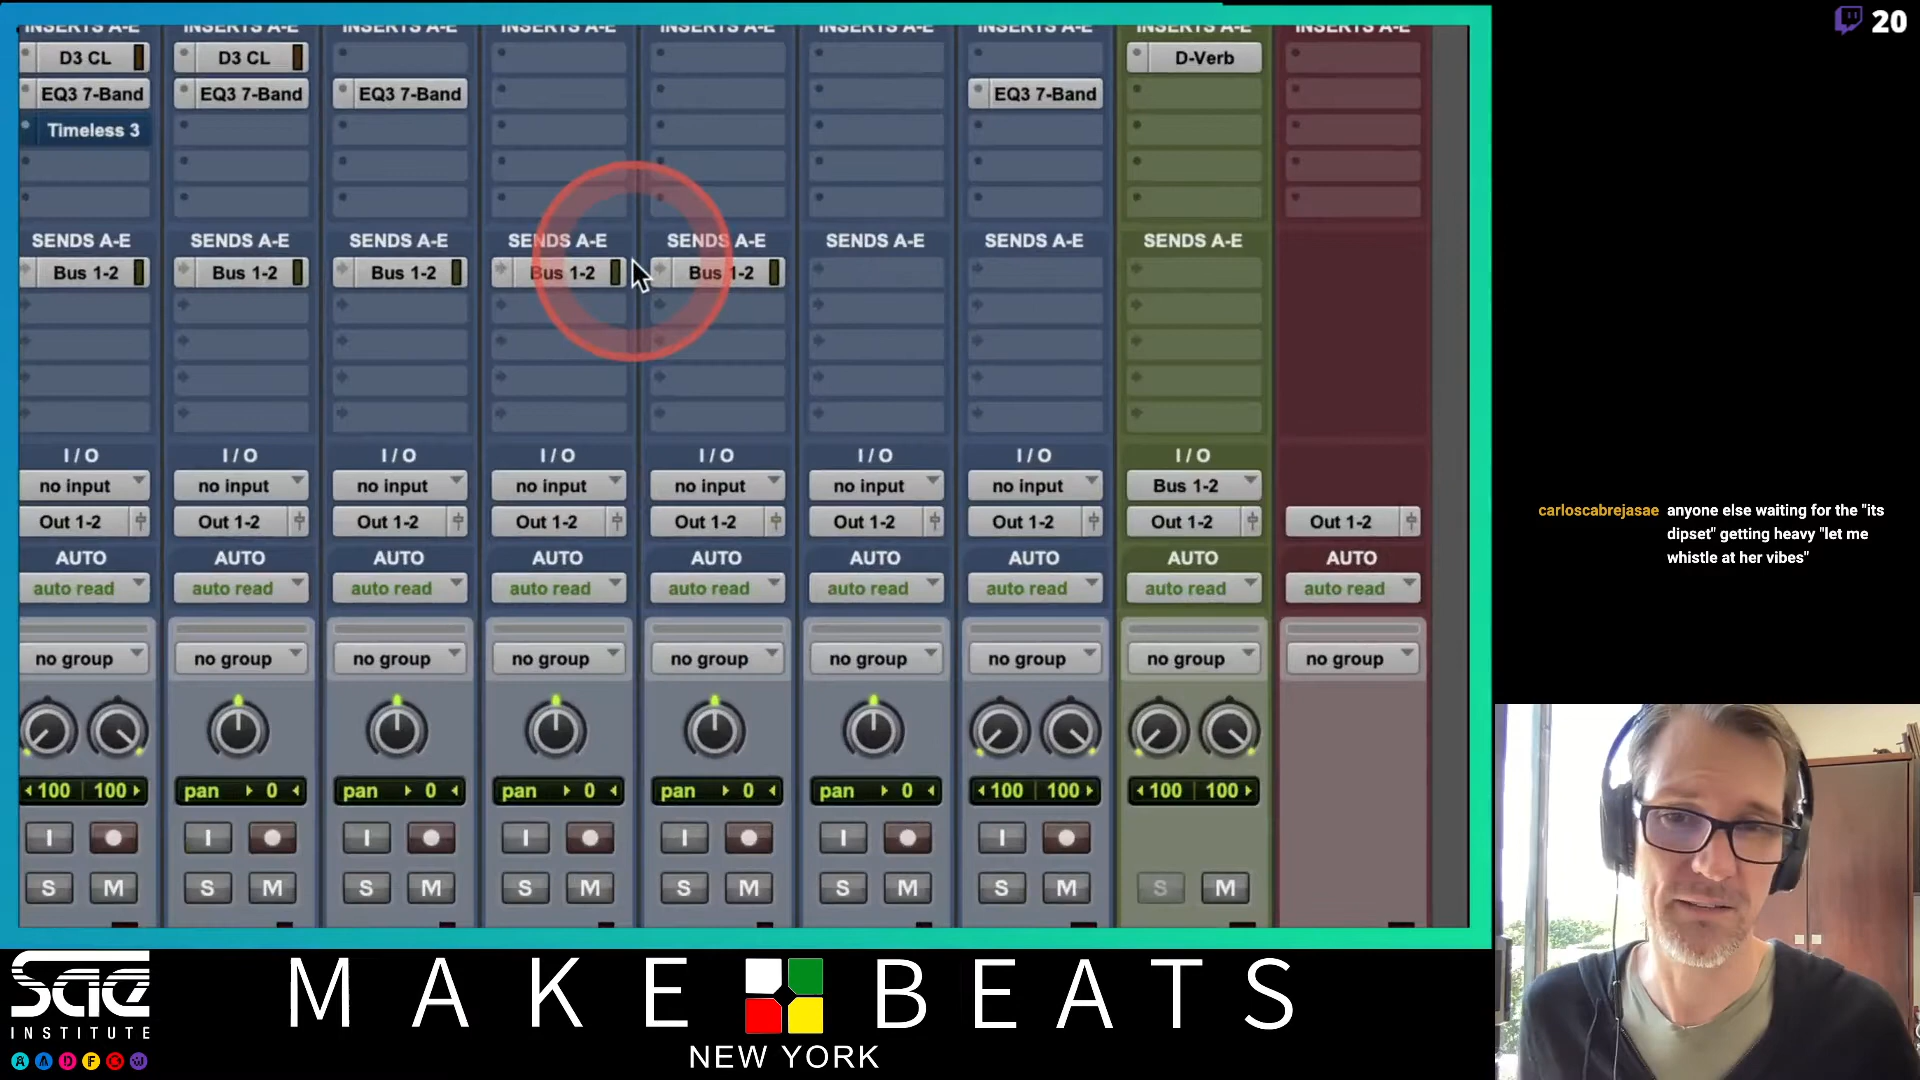 INSERTS A-E INSERTS A-E INSERTS A-E INSERTS A-E INSERTS A-E INSERTS A-E INSERTS A-E INSERTS A-E INSERTS A-E
D3 CL D3 CL D-Verb
EQ3 7-Band EQ3 7-Band EQ3 7-Band EQ3 7-Band
Timeless 3
SENDS A-E SENDS A-E SENDS A-E SENDS A-E SENDS A-E SENDS A-E SENDS A-E SENDS A-E
Bus 1-2 Bus 1-2 Bus 1-2 Bus 1-2 Bus 1-2
I / O I / O I / O I / O I / O I / O I / O I / O
no input no input no input no input no input no input no input Bus 1-2
Out 1-2 Out 1-2 Out 1-2 Out 1-2 Out 1-2 Out 1-2 Out 1-2 Out 1-2 Out 1-2
AUTO AUTO AUTO AUTO AUTO AUTO AUTO AUTO AUTO
auto read auto read auto read auto read auto read auto read auto read auto read auto read
no group no group no group no group no group no group no group no group no group
100 100 pan 0 pan 0 pan 0 pan 0 pan 0 100 100 100 100
I I I I I I I
S M S M S M S M S M S M S M S M
20
carloscabrejasae anyone else waiting for the "its
dipset" getting heavy "let me
whistle at her vibes"
sae
INSTITUTE
A A D F C W
MAKE BEATS
NEW YORK